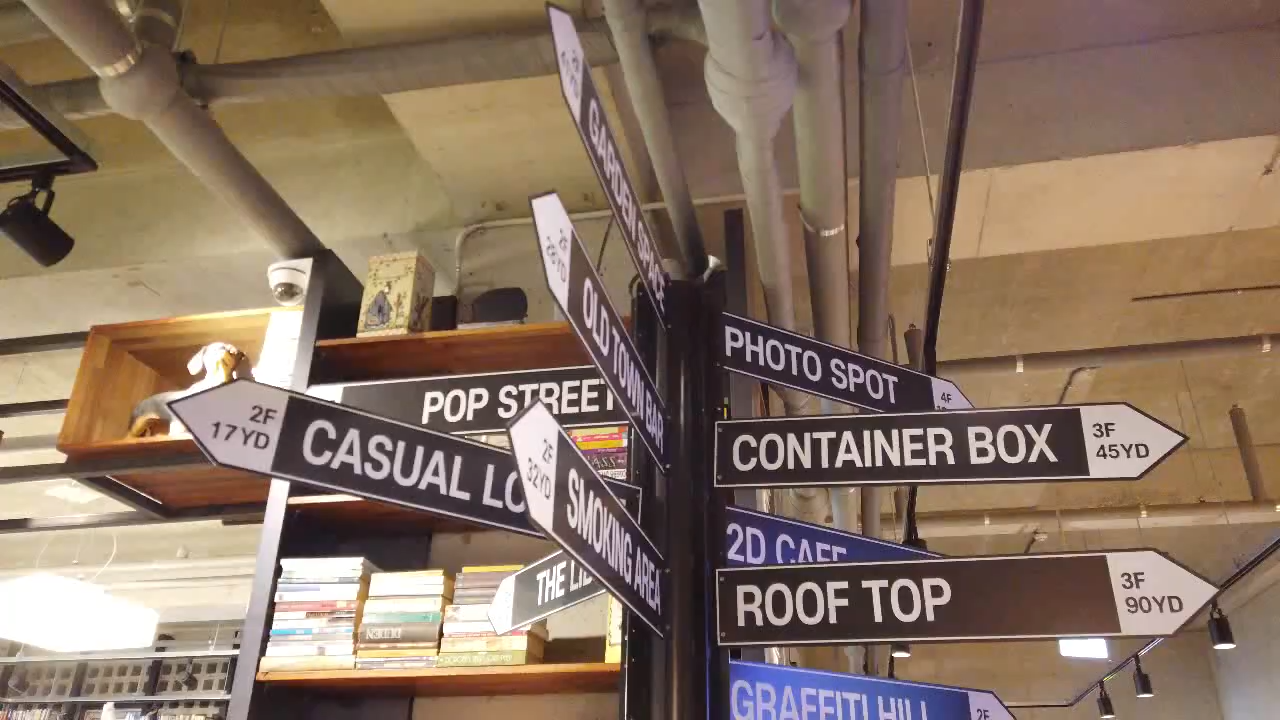 GARDEN SPACE
2F
OLD TOWN BAR
POP STREET
2F
17YD
CASUAL LO
2F
32YD
SMOKING AREA
THE LI
PHOTO SPOT
4F
CONTAINER BOX
3F
45YD
2D CAFE
ROOF TOP
3F
90YD
GRAFFITI HILL
2F
DUDEN